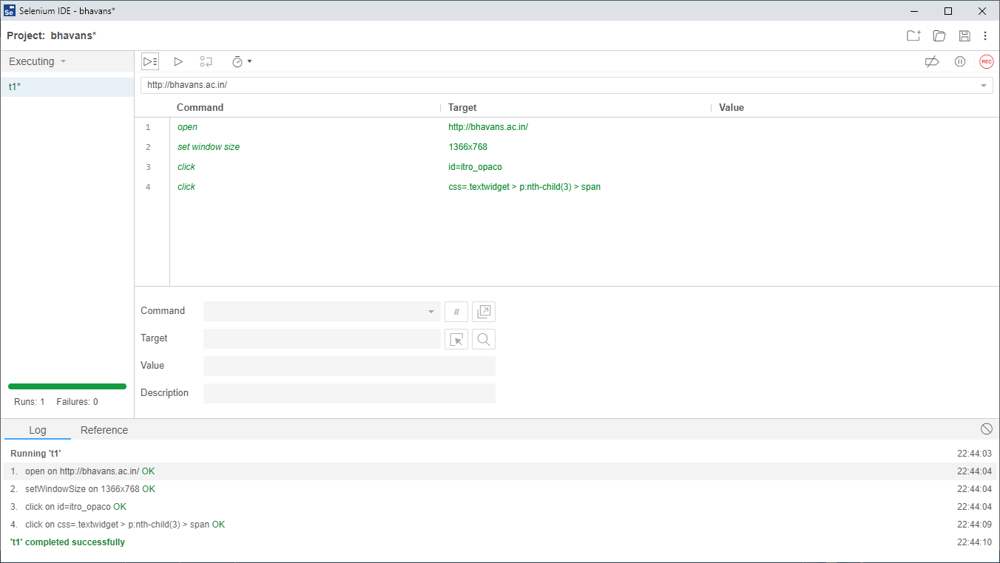 Se Selenium IDE - bhavans*
Project: bhavans*
Executing
REC
t1*
http://bhavans.ac.in/
Command Target Value
1 open http://bhavans.ac.in/
2 set window size 1366x768
3 click id=itro_opaco
4 click css=.textwidget > p:nth-child(3) > span
Command //
Target
Value
Description
Runs: 1 Failures: 0
Log Reference
Running 't1' 22:44:03
1. open on http://bhavans.ac.in/ OK 22:44:04
2. setWindowSize on 1366x768 OK 22:44:04
3. click on id=itro_opaco OK 22:44:04
4. click on css=.textwidget > p:nth-child(3) > span OK 22:44:09
't1' completed successfully 22:44:10